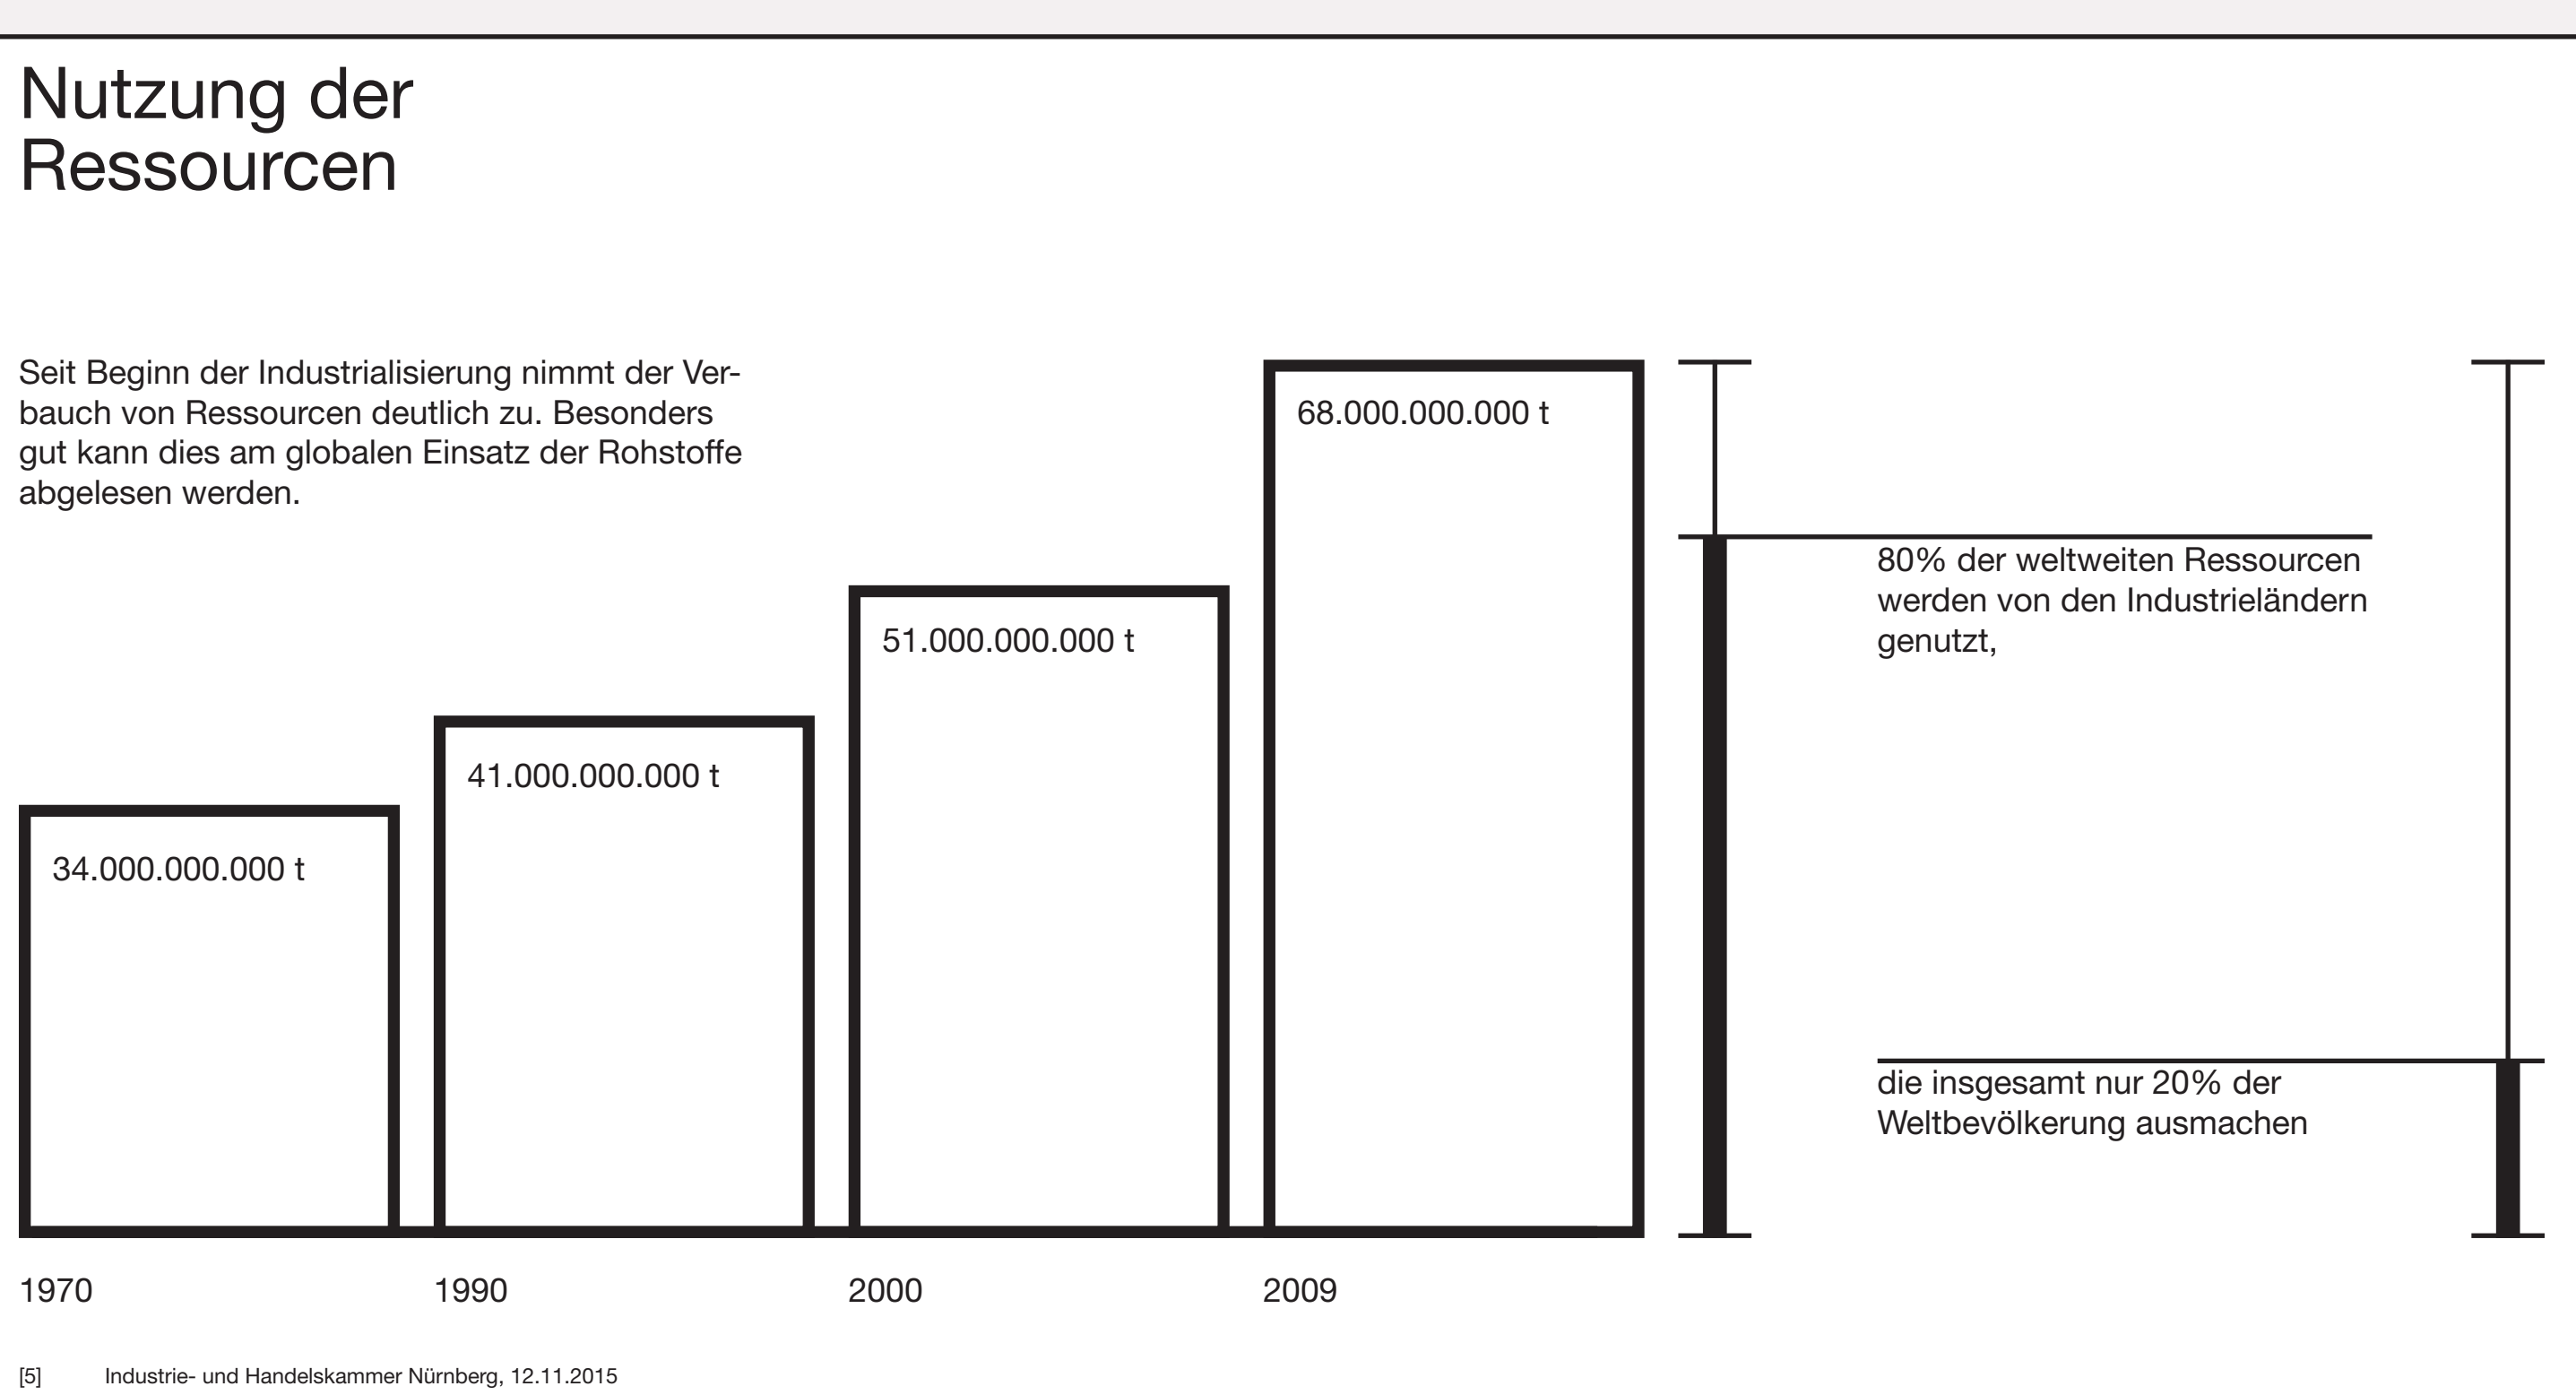 Nutzung der
Ressourcen
Seit Beginn der Industrialisierung nimmt der Ver-
bauch von Ressourcen deutlich zu. Besonders
gut kann dies am globalen Einsatz der Rohstoffe
abgelesen werden.
34.000.000.000 t
41.000.000.000 t
51.000.000.000 t
68.000.000.000 t
80% der weltweiten Ressourcen
werden von den Industrieländern
genutzt,
die insgesamt nur 20% der
Weltbevölkerung ausmachen
1970
1990
2000
2009
[5] Industrie- und Handelskammer Nürnberg, 12.11.2015